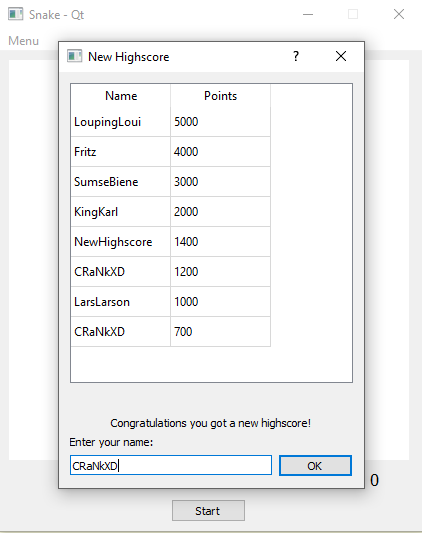 Snake - Qt
Menu
New Highscore
?
Name Points
LoupingLoui 5000
Fritz 4000
SumseBiene 3000
KingKarl 2000
NewHighscore 1400
CRaNkXD 1200
LarsLarson 1000
CRaNkXD 700
Congratulations you got a new highscore!
Enter your name:
CRaNkXD OK
0
Start